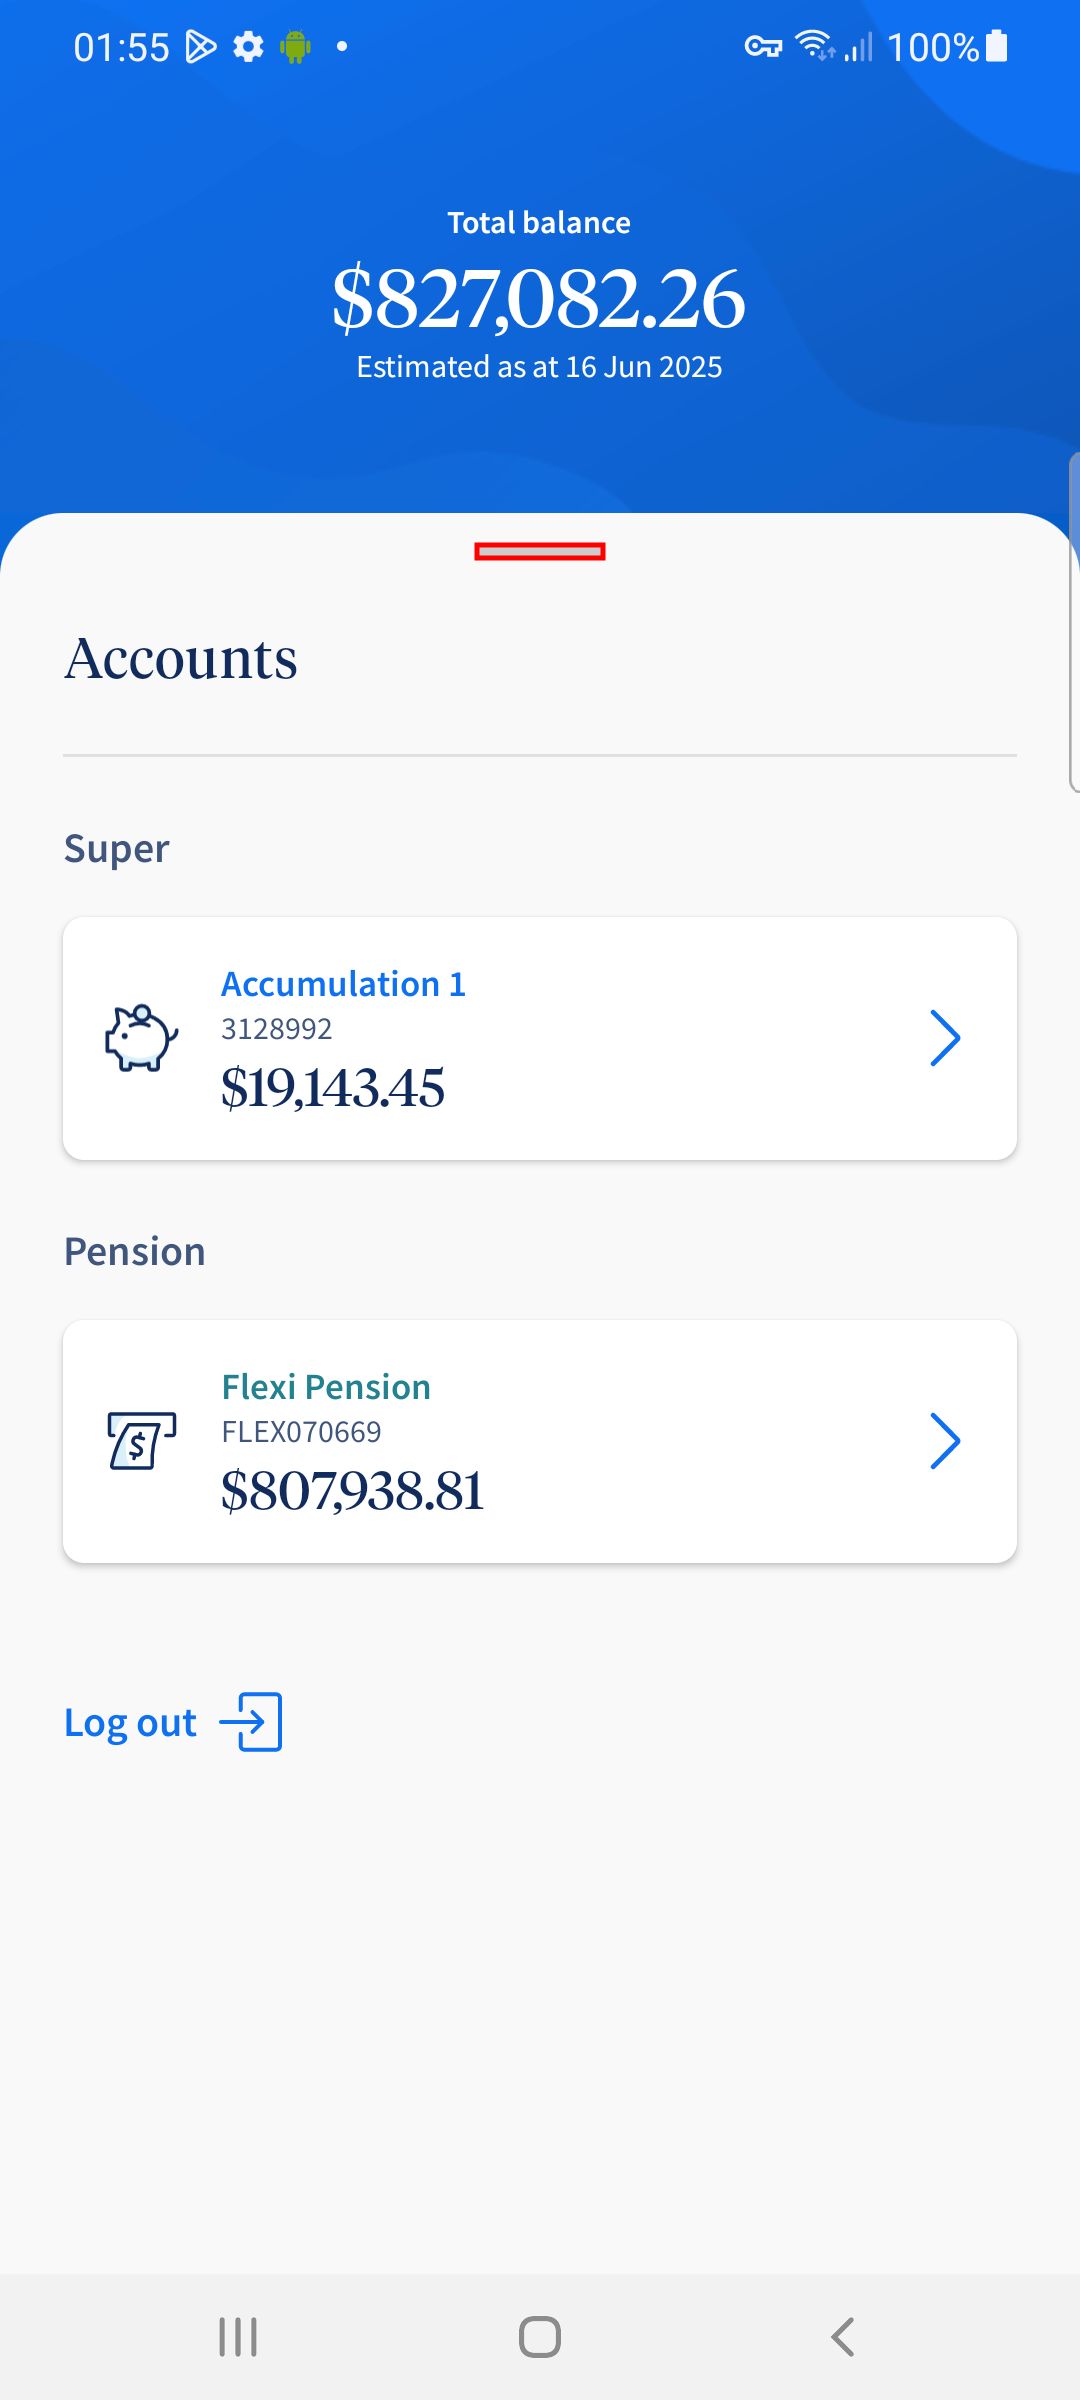 01:55
100%
Total balance
$827,082.26
Estimated as at 16 Jun 2025
Accounts
Super
Accumulation 1
3128992
$19,143.45
Pension
Flexi Pension
FLEX070669
$807,938.81
Log out